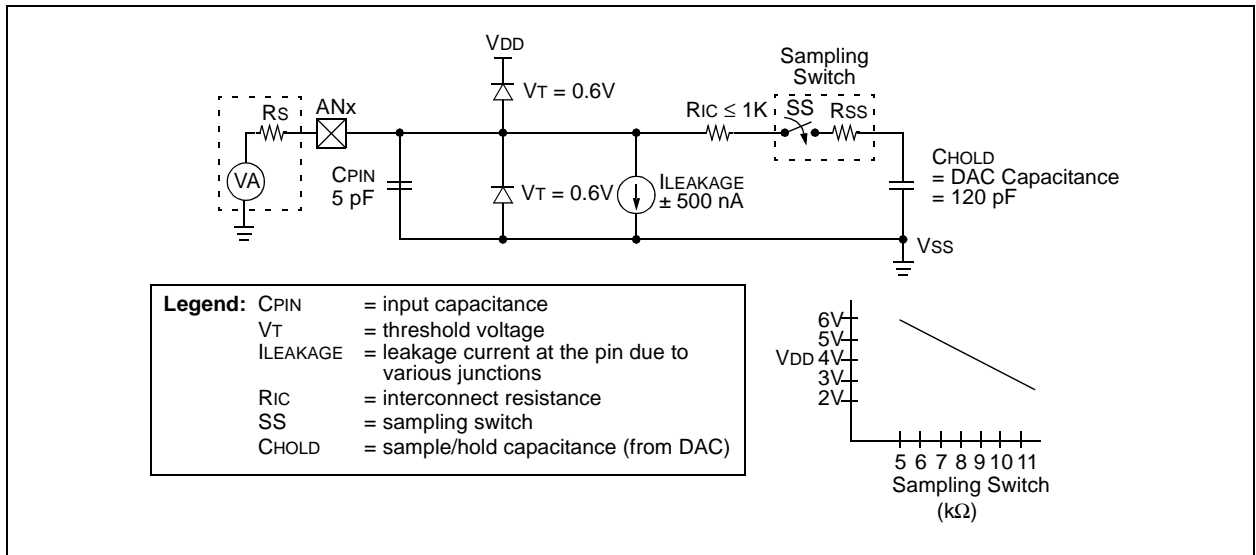 VDD
Sampling
Switch
VT = 0.6V
RS
ANx
RIC ≤ 1K
SS
RSS
VA
CPIN
5 pF
VT = 0.6V
ILEAKAGE
± 500 nA
CHOLD
= DAC Capacitance
= 120 pF
VSS
Legend: CPIN = input capacitance
VT = threshold voltage
ILEAKAGE = leakage current at the pin due to
various junctions
RIC = interconnect resistance
SS = sampling switch
CHOLD = sample/hold capacitance (from DAC)
6V
5V
VDD 4V
3V
2V
5 6 7 8 9 10 11
Sampling Switch
(kΩ)